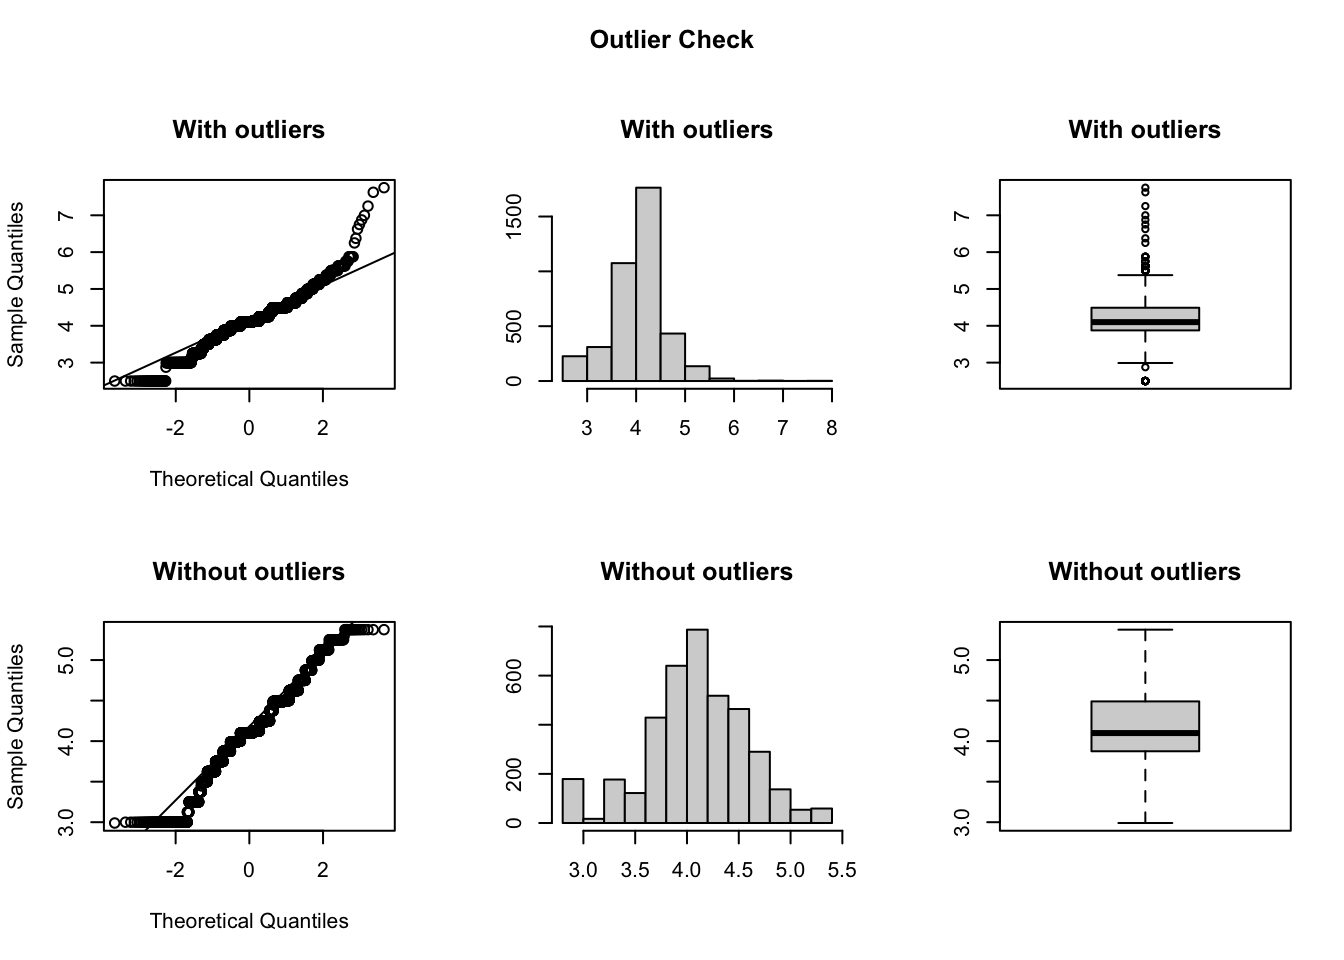 Outlier Check
With outliers
Sample Quantiles
3 4 5 6 7
-2 0 2
Theoretical Quantiles
With outliers
0 500 1500
3 4 5 6 7 8
With outliers
3 4 5 6 7
Without outliers
Sample Quantiles
3.0 4.0 5.0
-2 0 2
Theoretical Quantiles
Without outliers
0 200 600
3.0 3.5 4.0 4.5 5.0 5.5
Without outliers
3.0 4.0 5.0